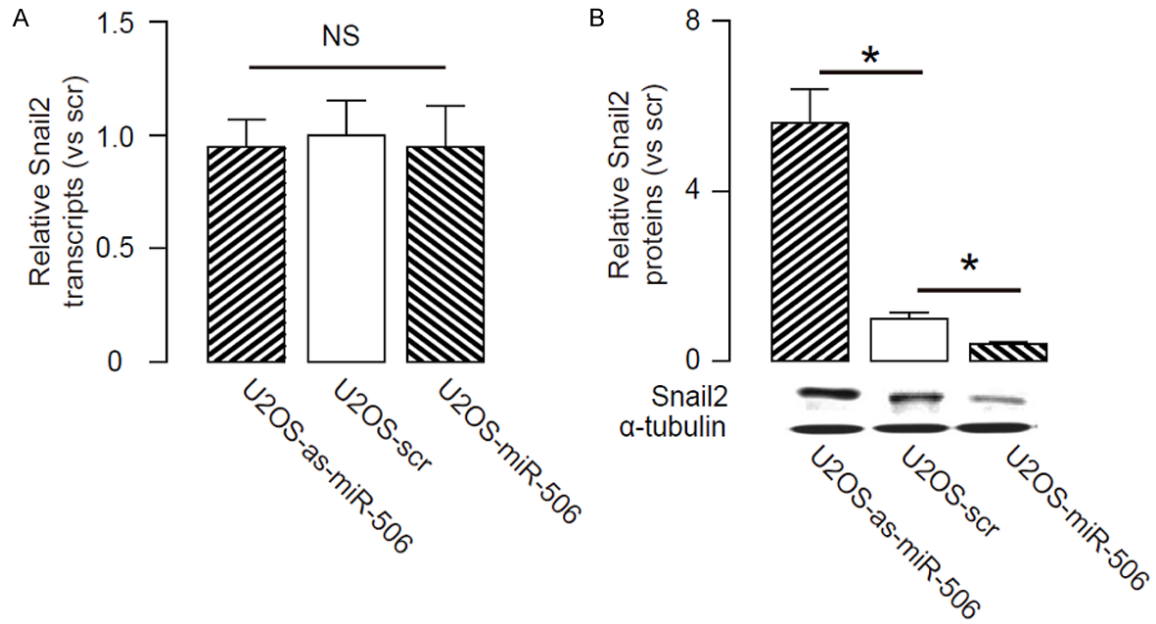 A
Relative Snail2
transcripts (vs scr)
1.5
1.0
0.5
0
NS
U2OS-as-miR-506
U2OS-scr
U2OS-miR-506
B
Relative Snail2
proteins (vs scr)
8
4
0
*
*
Snail2
α-tubulin
U2OS-as-miR-506
U2OS-scr
U2OS-miR-506